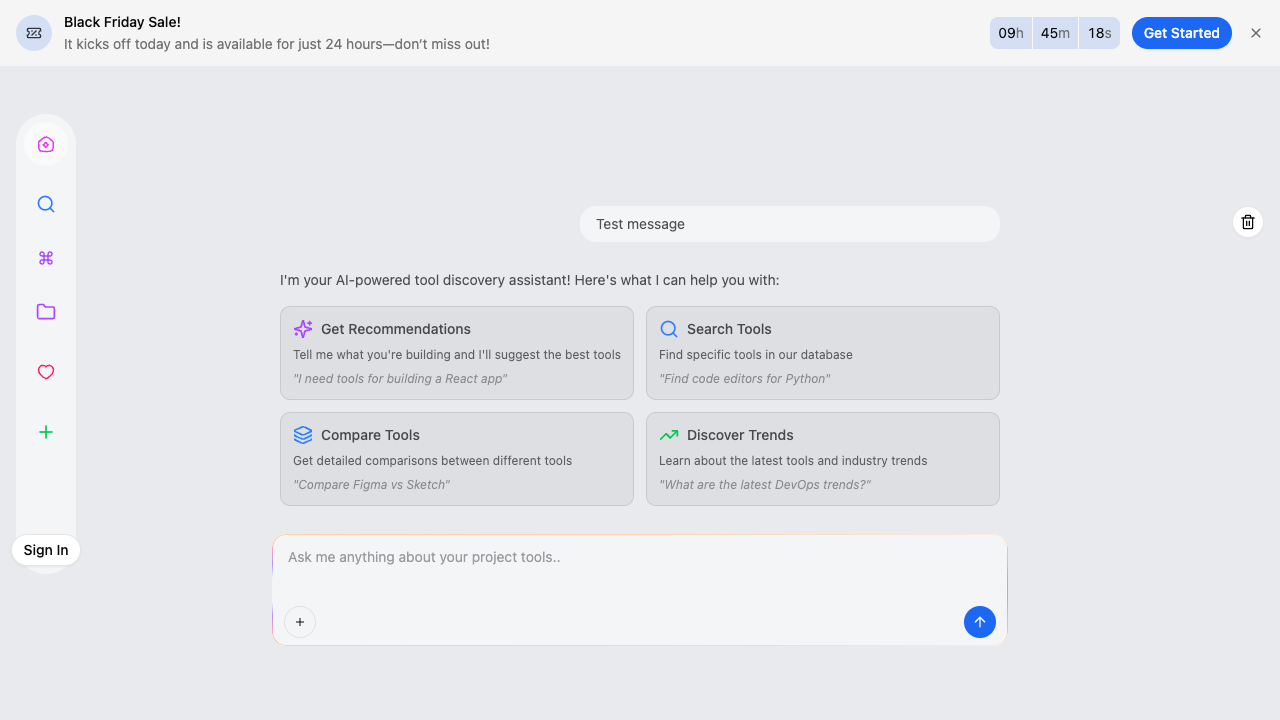 Black Friday Sale!
It kicks off today and is available for just 24 hours—don't miss out!
09h 45m 18s
Get Started
Test message
I'm your AI-powered tool discovery assistant! Here's what I can help you with:
Get Recommendations
Tell me what you're building and I'll suggest the best tools
"I need tools for building a React app"
Search Tools
Find specific tools in our database
"Find code editors for Python"
Compare Tools
Get detailed comparisons between different tools
"Compare Figma vs Sketch"
Discover Trends
Learn about the latest tools and industry trends
"What are the latest DevOps trends?"
Sign In
Ask me anything about your project tools..